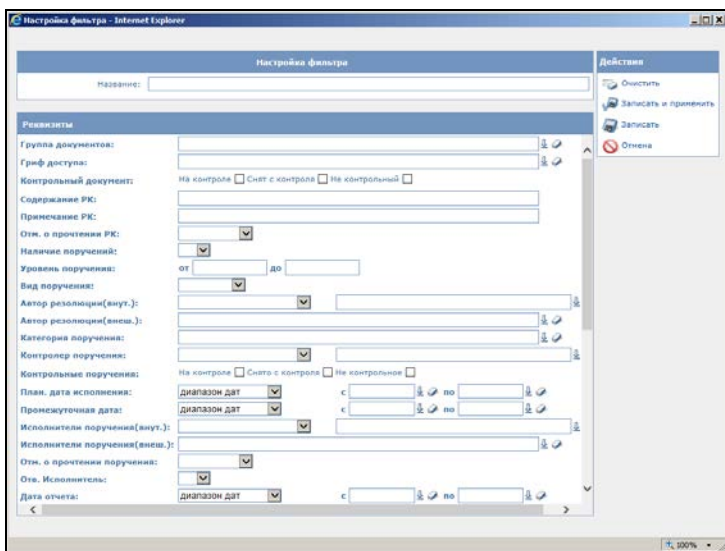 Настройка фильтра - Internet Explorer
Настройка фильтра
Название:
Действия
Очистить
Записать и применить
Записать
Отмена
Реквизиты
Группа документов:
Гриф доступа:
Контрольный документ: На контроле Снят с контроля Не контрольный
Содержание РК:
Примечание РК:
Отм. о прочтении РК:
Наличие поручений:
Уровень поручения: от до
Вид поручения:
Автор резолюции(внут.):
Автор резолюции(внеш.):
Категория поручения:
Контролер поручения:
Контрольные поручения: На контроле Снято с контроля Не контрольное
План. дата исполнения: диапазон дат с по
Промежуточная дата: диапазон дат с по
Исполнители поручения(внут.):
Исполнители поручения(внеш.):
Отм. о прочтении поручения:
Отв. Исполнитель:
Дата отчета: диапазон дат с по
100%